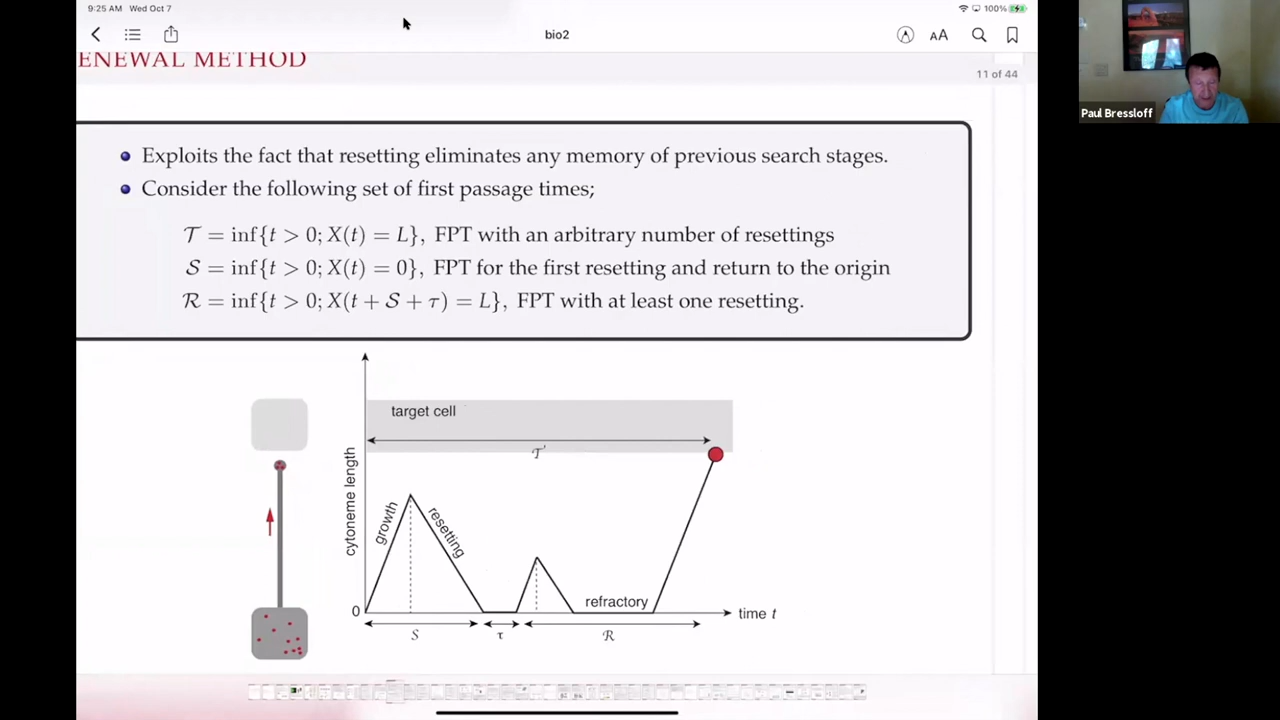 9:25 AM Wed Oct 7
100%
bio2
AA
ENEWAL METHOD
11 of 44
Paul Bressloff
Exploits the fact that resetting eliminates any memory of previous search stages.
Consider the following set of first passage times;
𝒯 = inf{t > 0; X(t) = L}, FPT with an arbitrary number of resettings
𝒮 = inf{t > 0; X(t) = 0}, FPT for the first resetting and return to the origin
ℛ = inf{t > 0; X(t + 𝒮 + τ) = L}, FPT with at least one resetting.
target cell
𝒯
cytoneme length
growth
resetting
refractory
0
time t
𝒮
τ
ℛ